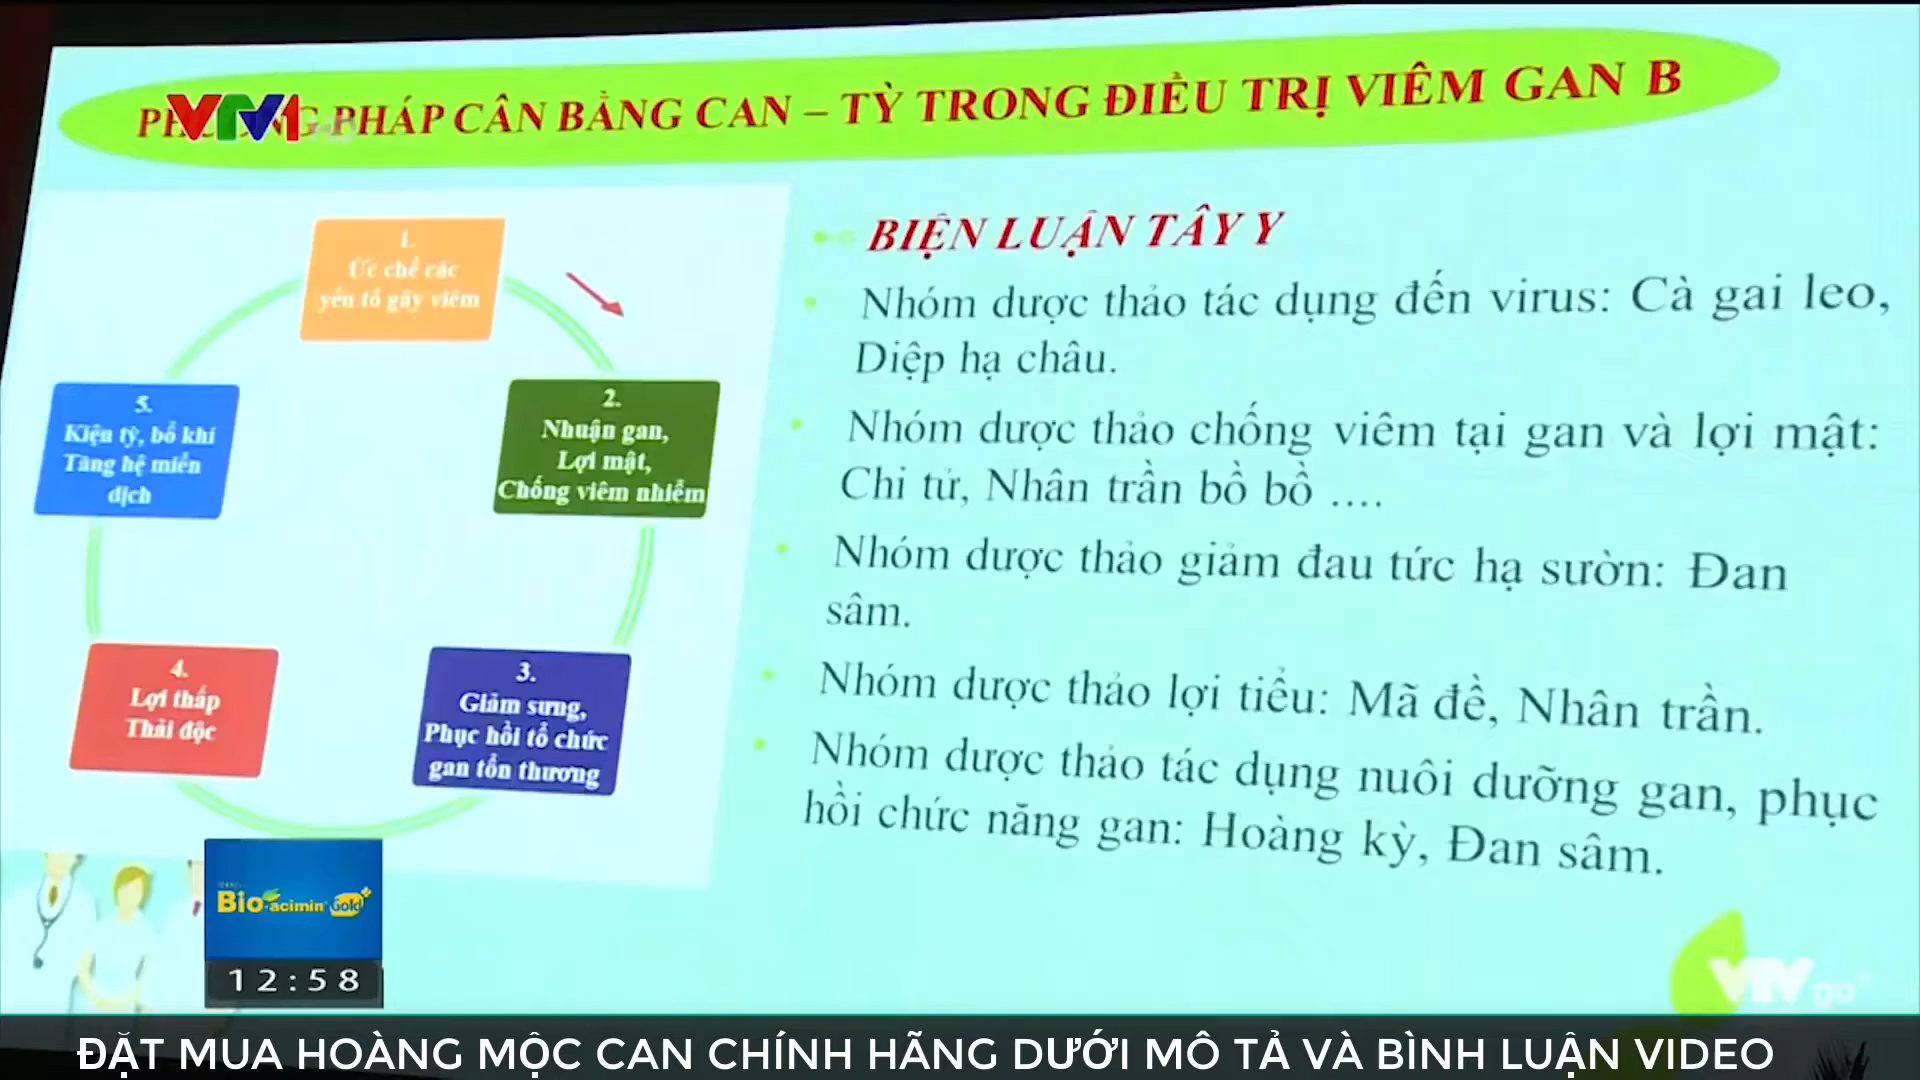 PHƯƠNG PHÁP CÂN BẰNG CAN – TỲ TRONG ĐIỀU TRỊ VIÊM GAN B
VTV1
HD
1.
Ức chế các
yếu tố gây viêm
2.
Nhuận gan,
Lợi mật,
Chống viêm nhiễm
3.
Giảm sưng,
Phục hồi tổ chức
gan tổn thương
4.
Lợi thấp
Thải độc
5.
Kiện tỳ, bổ khí
Tăng hệ miễn
dịch
BIỆN LUẬN TÂY Y
Nhóm dược thảo tác dụng đến virus: Cà gai leo,
Diệp hạ châu.
Nhóm dược thảo chống viêm tại gan và lợi mật:
Chi tử, Nhân trần bồ bồ ....
Nhóm dược thảo giảm đau tức hạ sườn: Đan
sâm.
Nhóm dược thảo lợi tiểu: Mã đề, Nhân trần.
Nhóm dược thảo tác dụng nuôi dưỡng gan, phục
hồi chức năng gan: Hoàng kỳ, Đan sâm.
Bio-acimin Gold+
12:58
VTVgo
ĐẶT MUA HOÀNG MỘC CAN CHÍNH HÃNG DƯỚI MÔ TẢ VÀ BÌNH LUẬN VIDEO